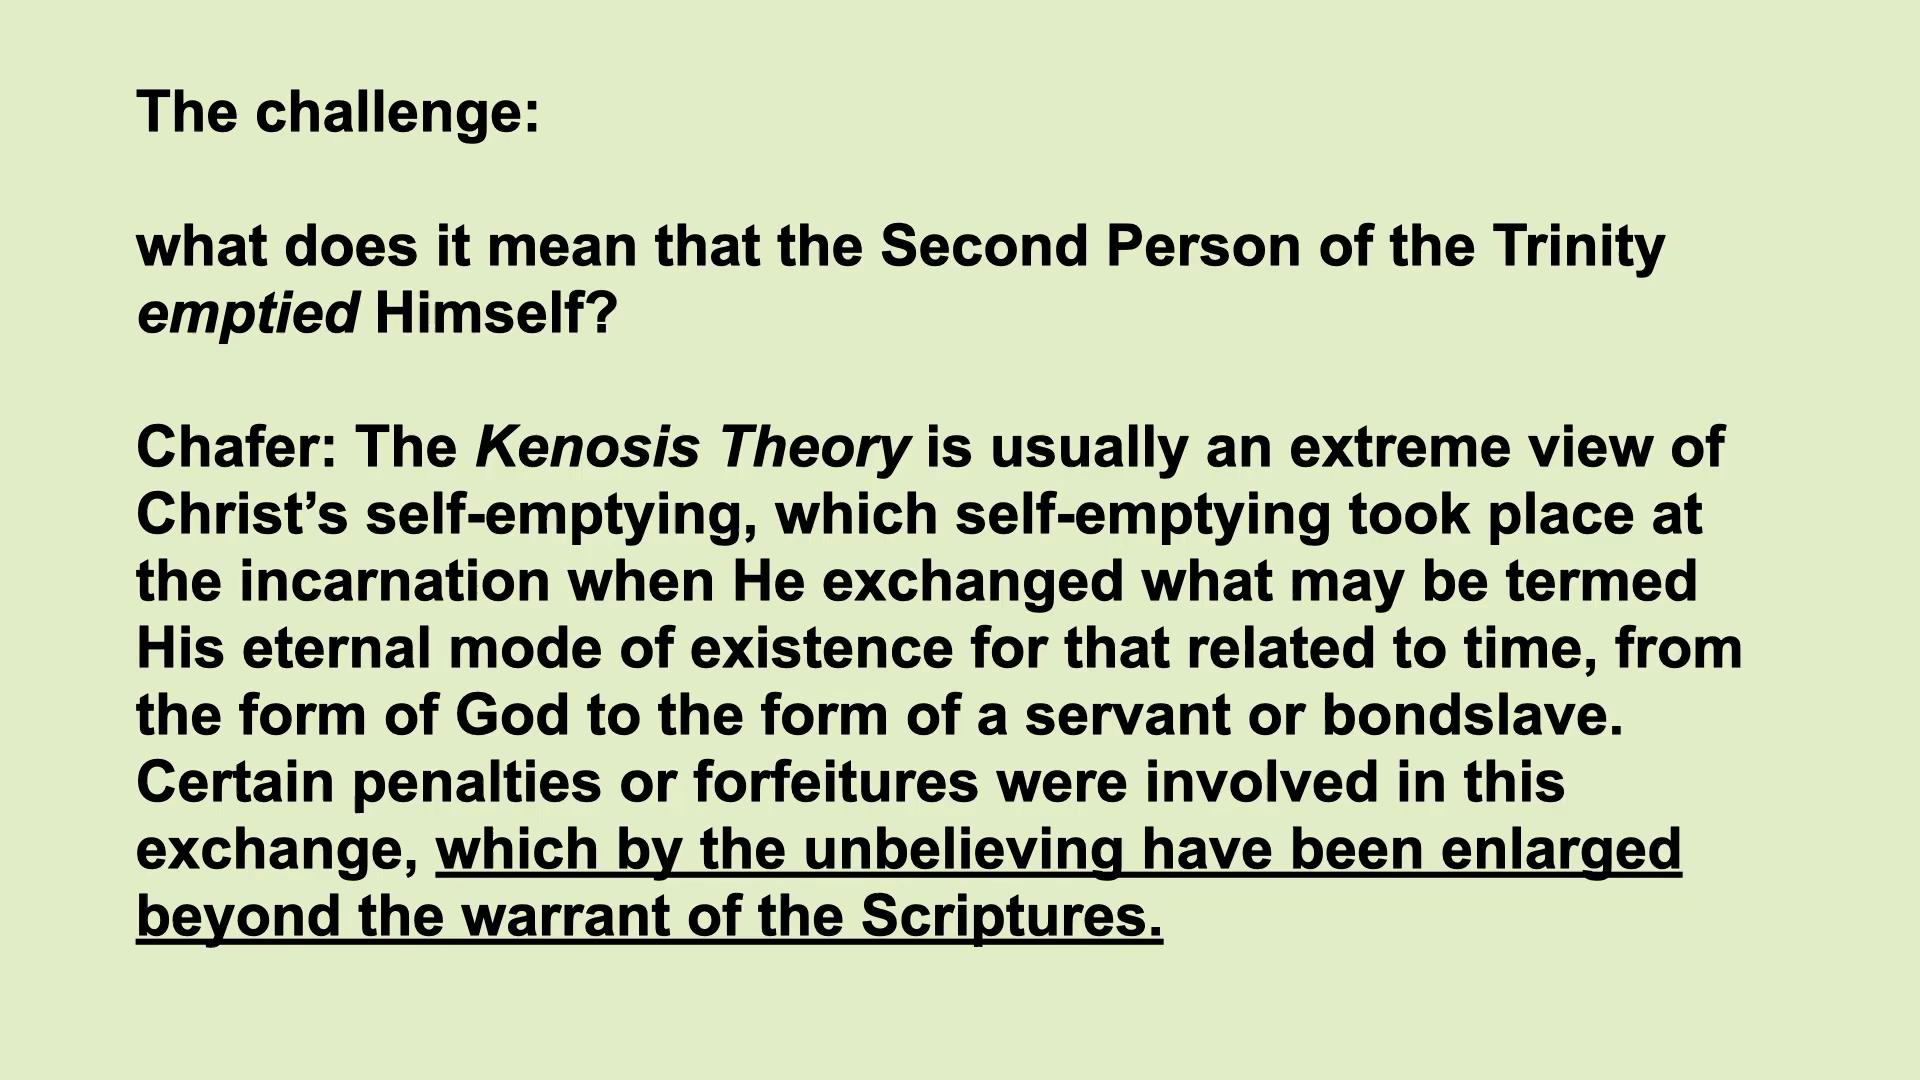 The challenge:
what does it mean that the Second Person of the Trinity
emptied Himself?
Chafer: The Kenosis Theory is usually an extreme view of
Christ’s self-emptying, which self-emptying took place at
the incarnation when He exchanged what may be termed
His eternal mode of existence for that related to time, from
the form of God to the form of a servant or bondslave.
Certain penalties or forfeitures were involved in this
exchange, which by the unbelieving have been enlarged
beyond the warrant of the Scriptures.